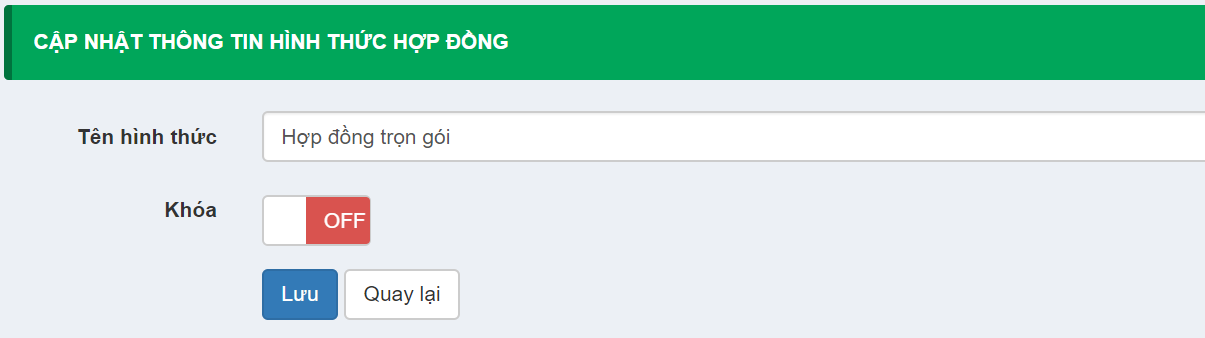 CẬP NHẬT THÔNG TIN HÌNH THỨC HỢP ĐỒNG
Tên hình thức Hợp đồng trọn gói
Khóa OFF
Lưu Quay lại